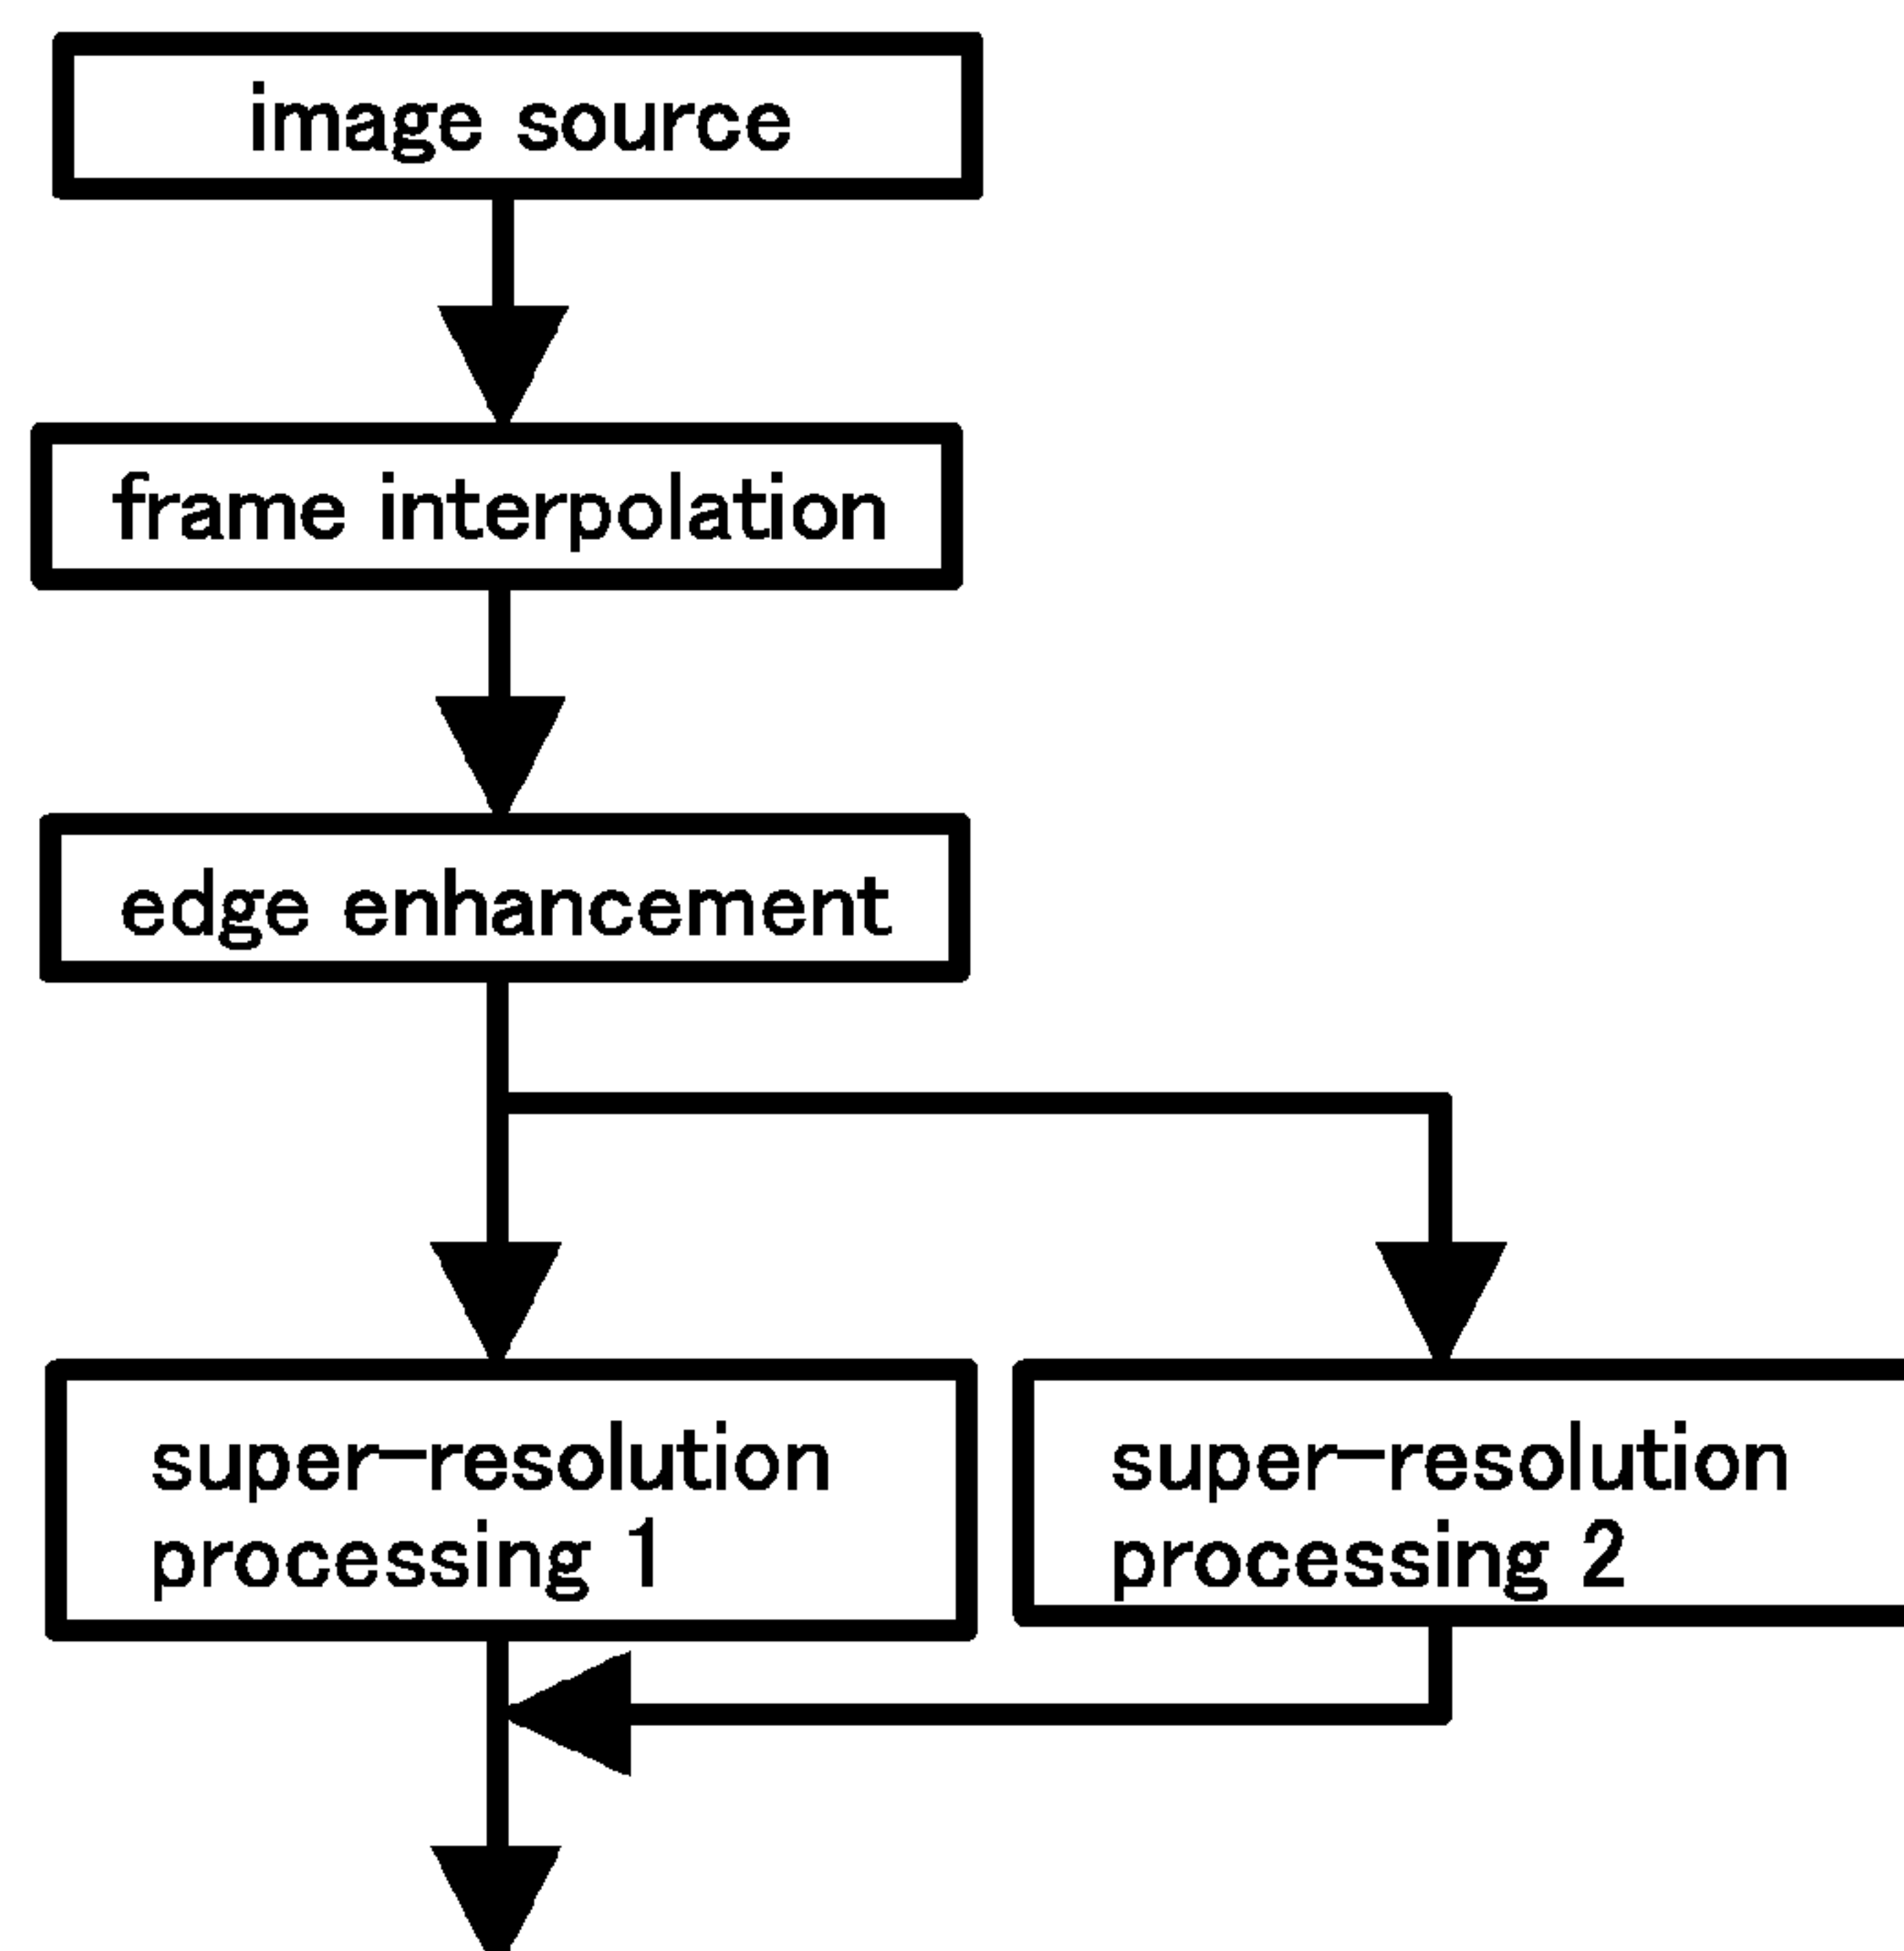 image source
frame interpolation
edge enhancement
super-resolution
processing 1
super-resolution
processing 2